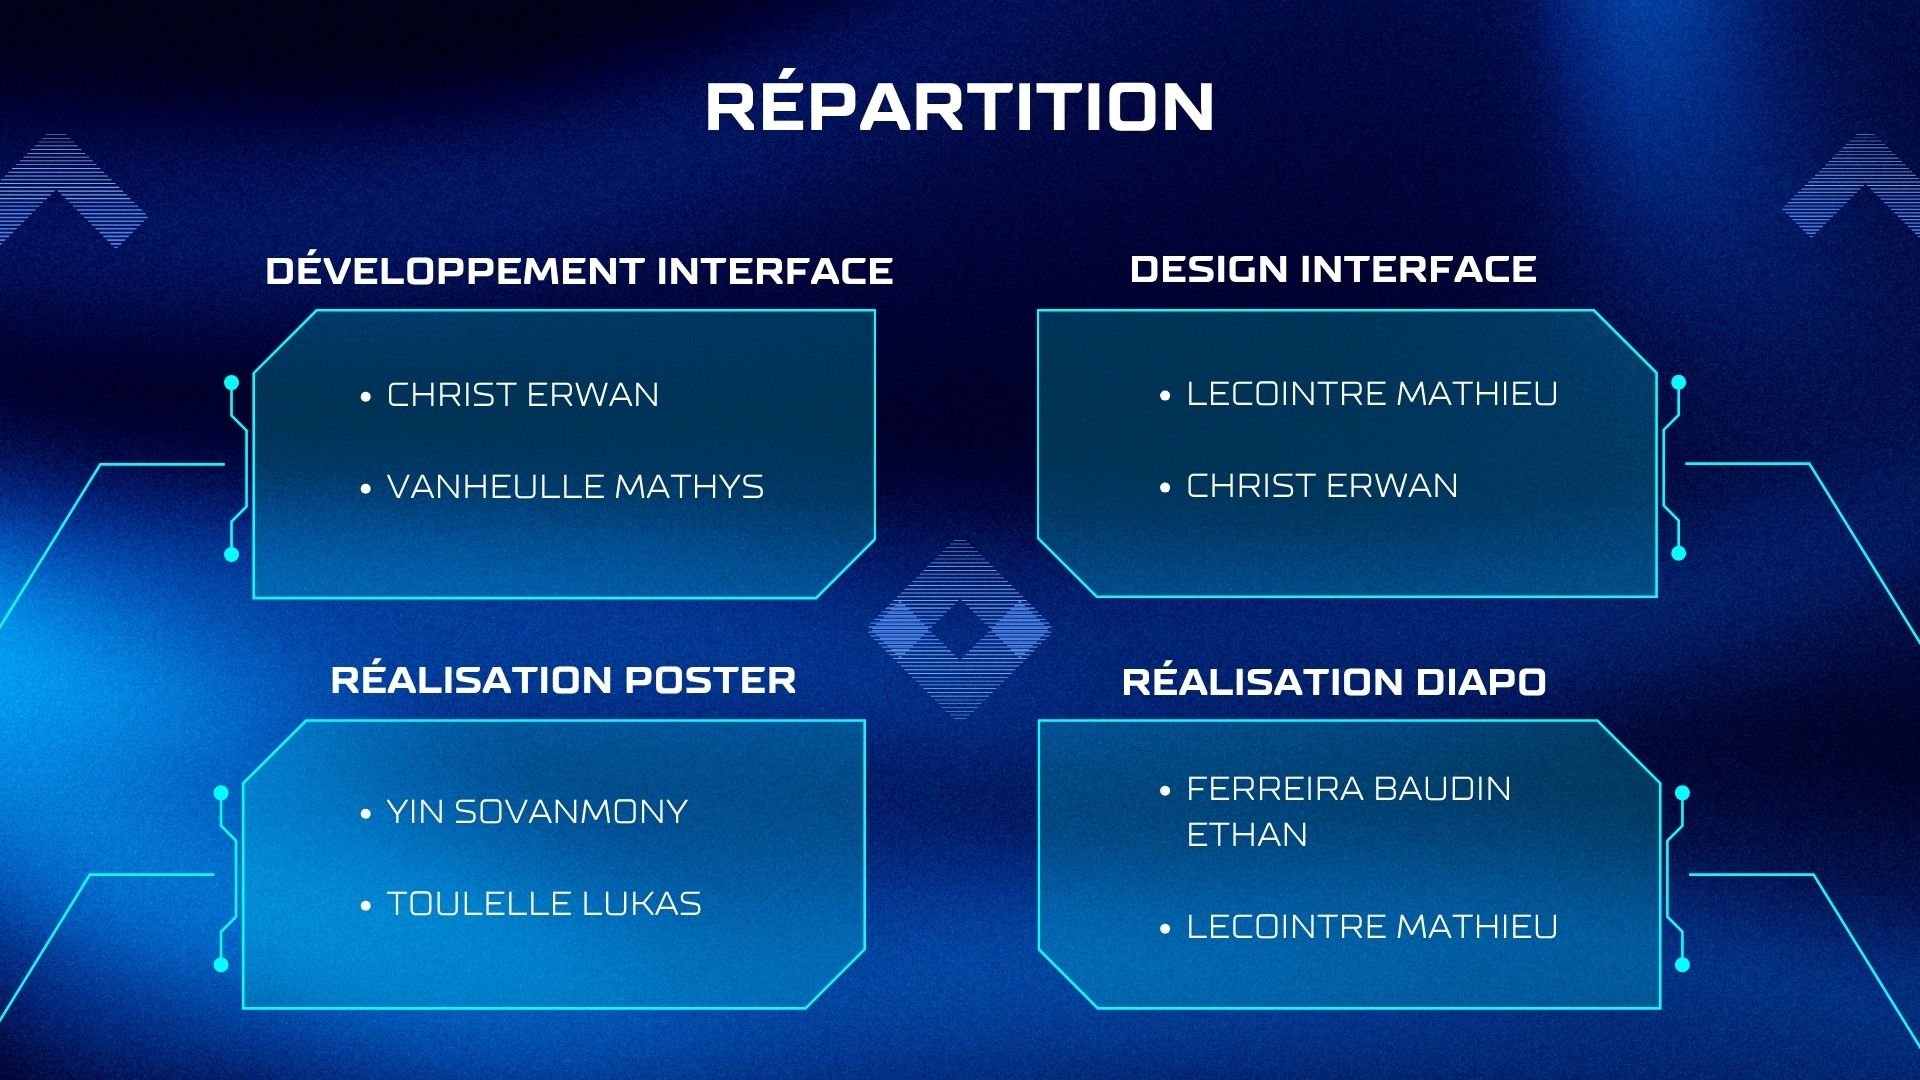 RÉPARTITION
DÉVELOPPEMENT INTERFACE
• CHRIST ERWAN
• VANHEULLE MATHYS
DESIGN INTERFACE
• LECOINTRE MATHIEU
• CHRIST ERWAN
RÉALISATION POSTER
• YIN SOVANMONY
• TOULELLE LUKAS
RÉALISATION DIAPO
• FERREIRA BAUDIN
ETHAN
• LECOINTRE MATHIEU